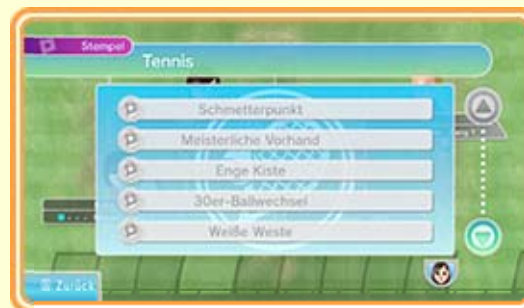 Stempel
Tennis
Schmetterpunkt
Meisterliche Vorhand
Enge Kiste
30er-Ballwechsel
Weiße Weste
Zurück